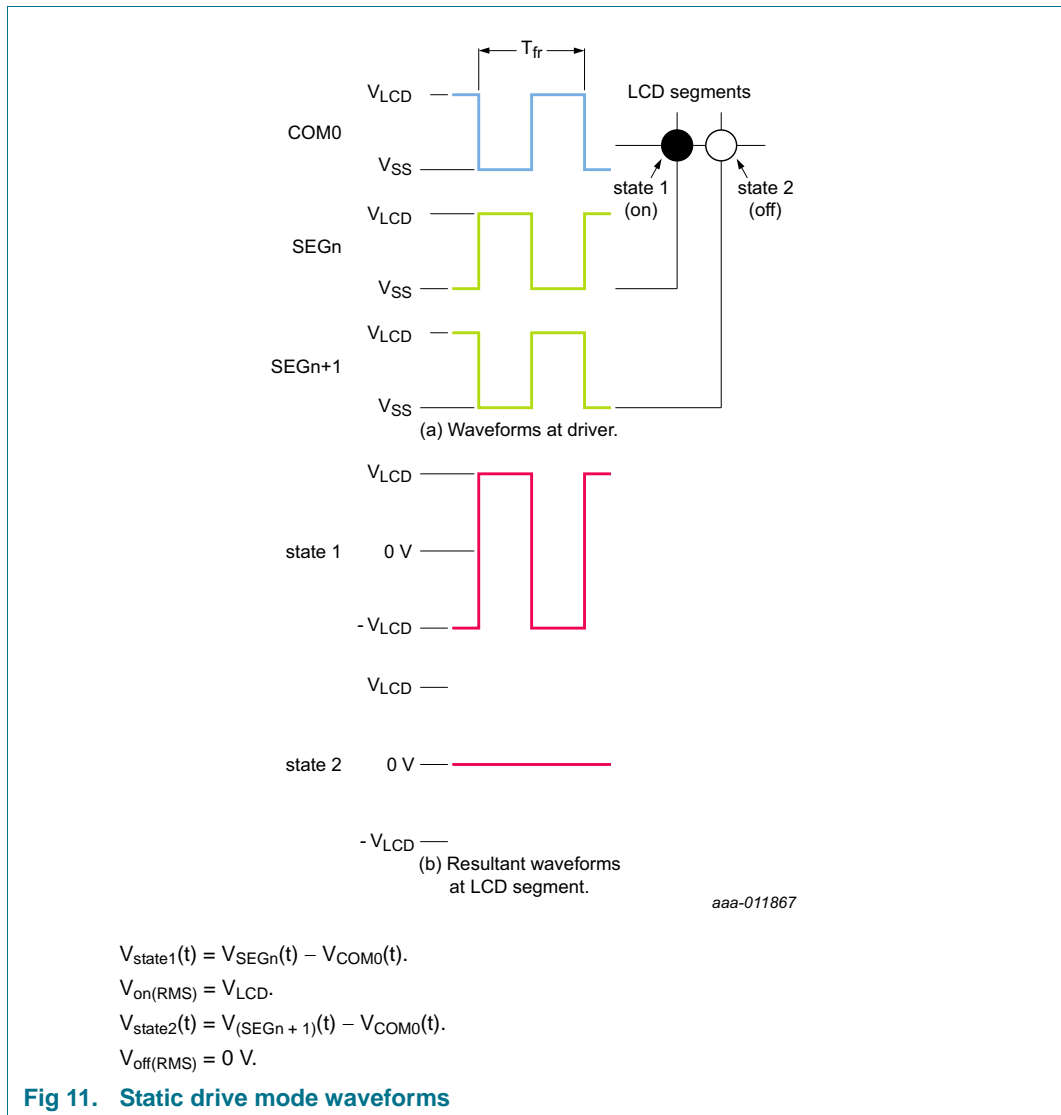 T_fr
V_LCD
LCD segments
COM0
V_SS
state 1
(on)
state 2
(off)
V_LCD
SEGn
V_SS
V_LCD
SEGn+1
V_SS
(a) Waveforms at driver.
V_LCD
state 1 0 V
- V_LCD
V_LCD
state 2 0 V
- V_LCD
(b) Resultant waveforms
at LCD segment.
aaa-011867
V_state1(t) = V_SEGn(t) − V_COM0(t).
V_on(RMS) = V_LCD.
V_state2(t) = V_(SEGn + 1)(t) − V_COM0(t).
V_off(RMS) = 0 V.
Fig 11. Static drive mode waveforms